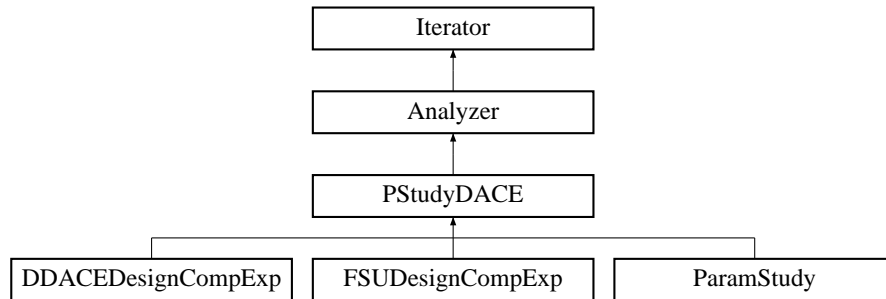 Iterator
Analyzer
PStudyDACE
DDACEDesignCompExp
FSUDesignCompExp
ParamStudy